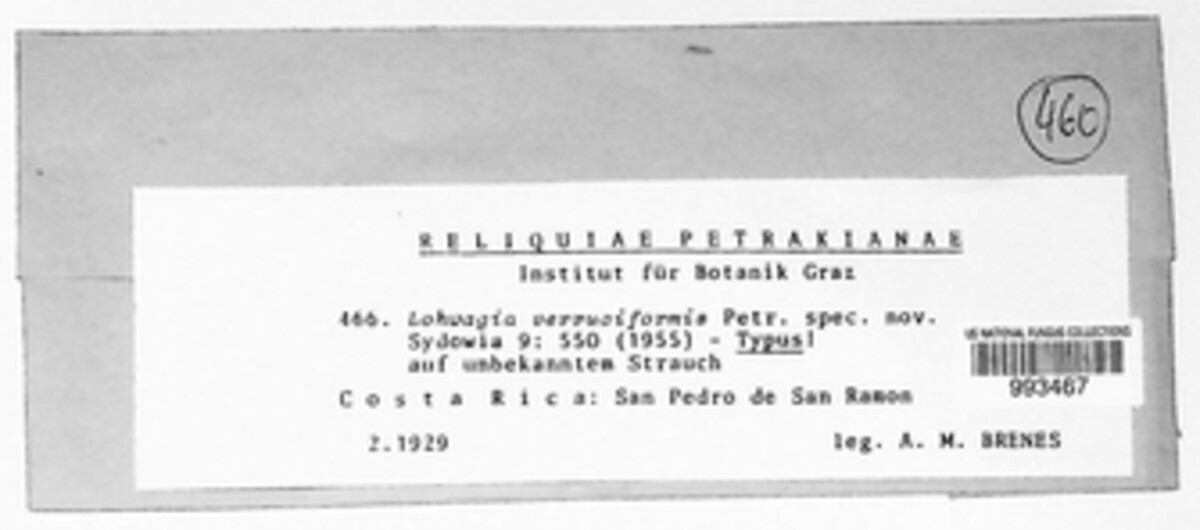 460
RELIQUIAE PETRAKIANAE
Institut für Botanik Graz
466. Lohwagia verruciformis Petr. spec. nov.
Sydowia 9: 550 (1955) - Typus!
auf unbekanntem Strauch
Costa Rica: San Pedro de San Ramon
2.1929 leg. A. M. BRENES
US NATIONAL FUNGUS COLLECTIONS
993467